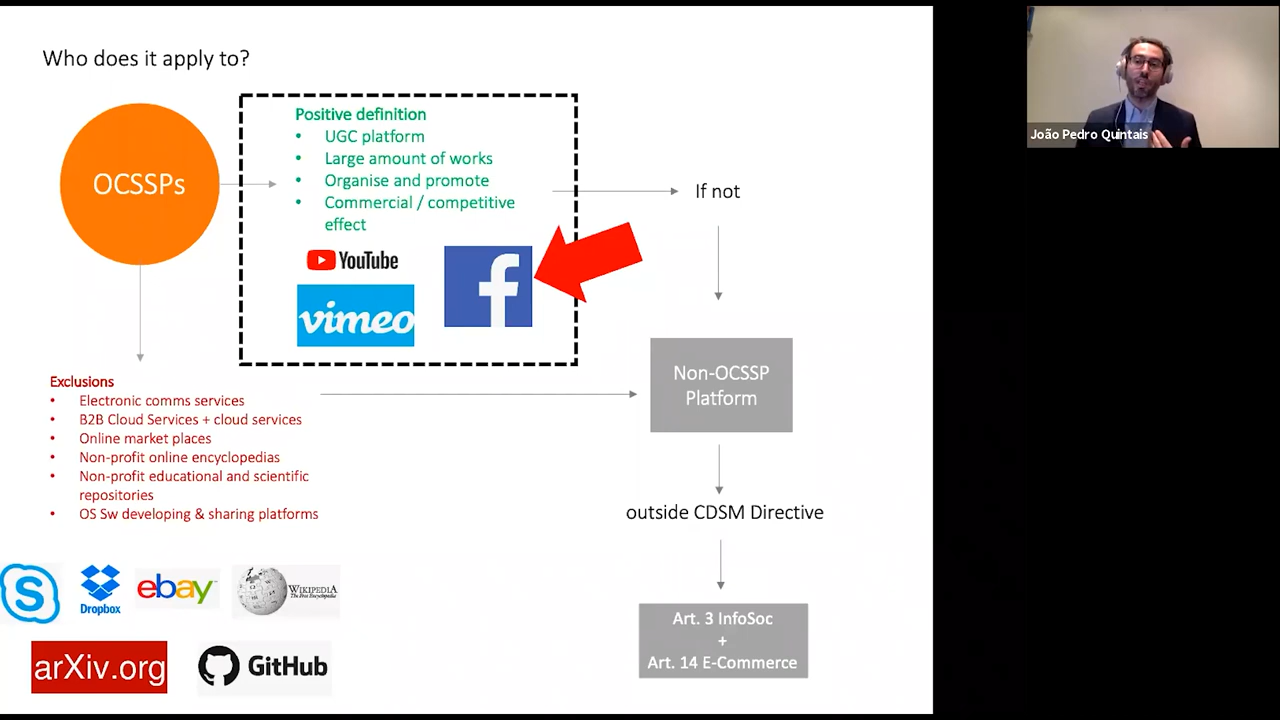 Who does it apply to?
OCSSPs
Positive definition
• UGC platform
• Large amount of works
• Organise and promote
• Commercial / competitive
effect
YouTube
vimeo
f
If not
Non-OCSSP
Platform
outside CDSM Directive
Art. 3 InfoSoc
+
Art. 14 E-Commerce
Exclusions
• Electronic comms services
• B2B Cloud Services + cloud services
• Online market places
• Non-profit online encyclopedias
• Non-profit educational and scientific
repositories
• OS Sw developing & sharing platforms
S
Dropbox
ebay
WIKIPEDIA
The Free Encyclopedia
arXiv.org
GitHub
João Pedro Quintais